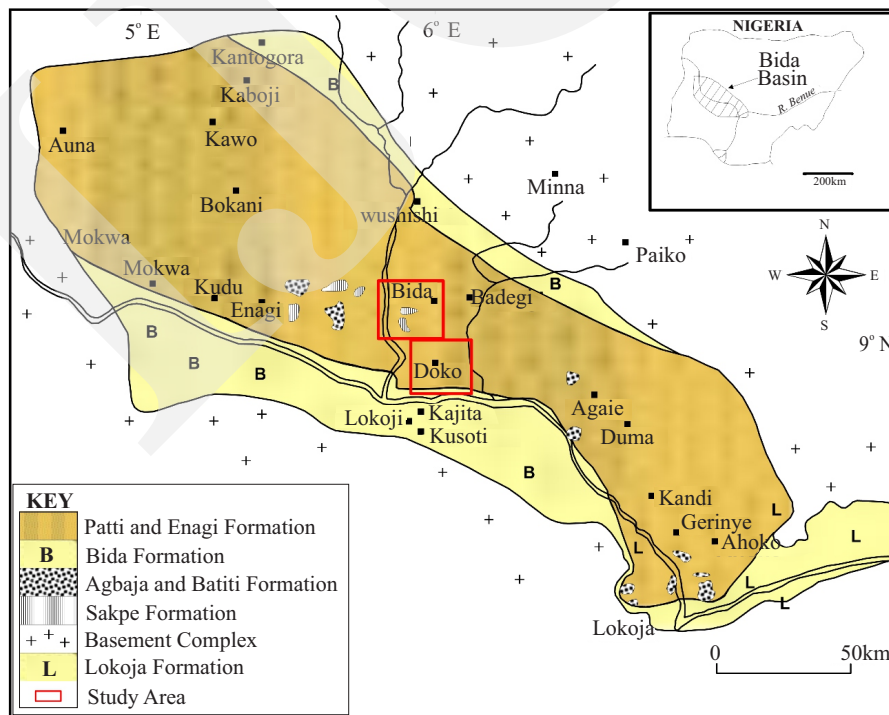 5° E
6° E
NIGERIA
Bida
Basin
R. Benue
200km
Kantogora
B
Kaboji
Kawo
Auna
Bokani
Minna
wushishi
N
W
E
S
Paiko
Mokwa
Mokwa
Kudu
Enagi
Bida
Badegi
B
9° N
B
B
B
Doko
Lokoji
Kajita
Kusoti
Agaie
Duma
B
Kandi
Gerinye
Ahoko
L
L
L
L
L
L
Lokoja
0
50km
KEY
Patti and Enagi Formation
B Bida Formation
Agbaja and Batiti Formation
Sakpe Formation
Basement Complex
L Lokoja Formation
Study Area